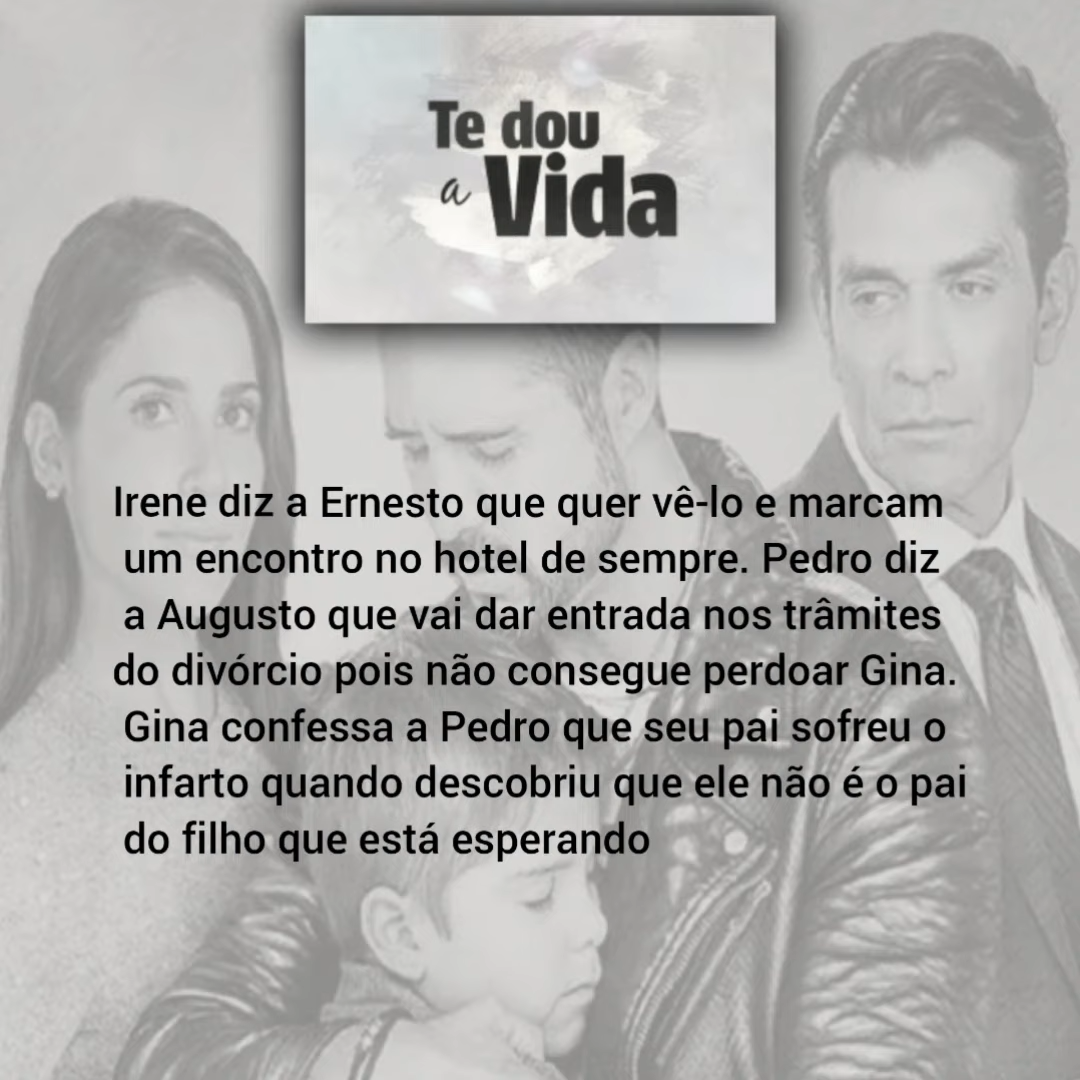 Te dou
a Vida
Irene diz a Ernesto que quer vê-lo e marcam
um encontro no hotel de sempre. Pedro diz
a Augusto que vai dar entrada nos trâmites
do divórcio pois não consegue perdoar Gina.
Gina confessa a Pedro que seu pai sofreu o
infarto quando descobriu que ele não é o pai
do filho que está esperando